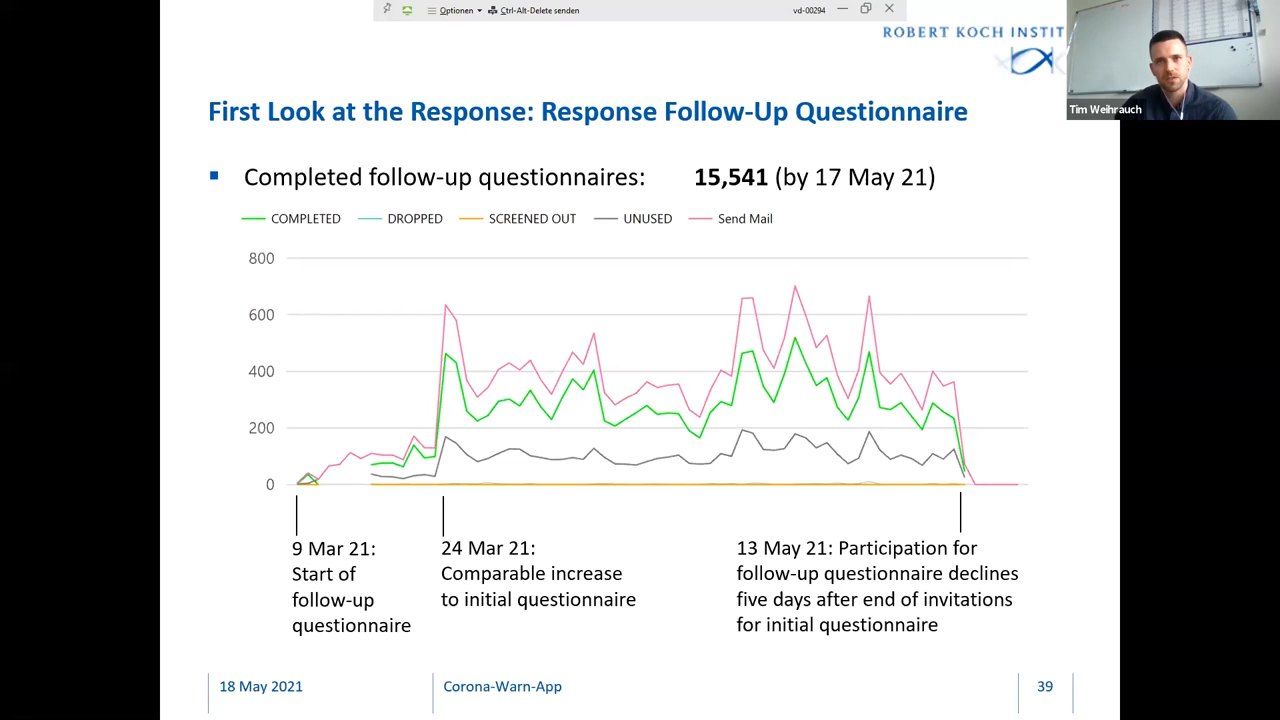 Optionen
Ctrl-Alt-Delete senden
vd-00294
ROBERT KOCH INSTIT
Tim Weihrauch
First Look at the Response: Response Follow-Up Questionnaire
Completed follow-up questionnaires: 15,541 (by 17 May 21)
COMPLETED DROPPED SCREENED OUT UNUSED Send Mail
800
600
400
200
0
9 Mar 21:
Start of
follow-up
questionnaire
24 Mar 21:
Comparable increase
to initial questionnaire
13 May 21: Participation for
follow-up questionnaire declines
five days after end of invitations
for initial questionnaire
18 May 2021
Corona-Warn-App
39